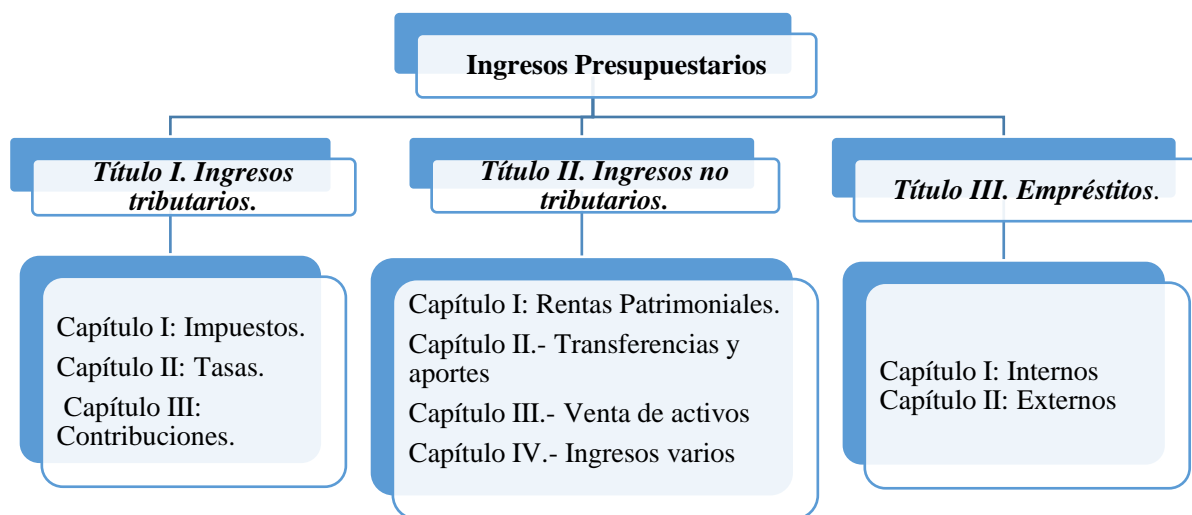 Ingresos Presupuestarios
Título I. Ingresos
tributarios.
Título II. Ingresos no
tributarios.
Título III. Empréstitos.
Capítulo I: Impuestos.
Capítulo II: Tasas.
Capítulo III:
Contribuciones.
Capítulo I: Rentas Patrimoniales.
Capítulo II.- Transferencias y
aportes
Capítulo III.- Venta de activos
Capítulo IV.- Ingresos varios
Capítulo I: Internos
Capítulo II: Externos